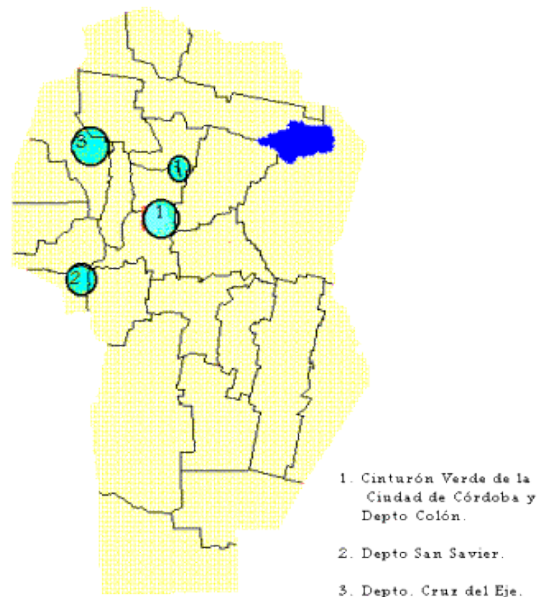 3
1
1
2
1. Cinturón Verde de la
Ciudad de Córdoba y
Depto Colón.
2. Depto San Savier.
3. Depto. Cruz del Eje.